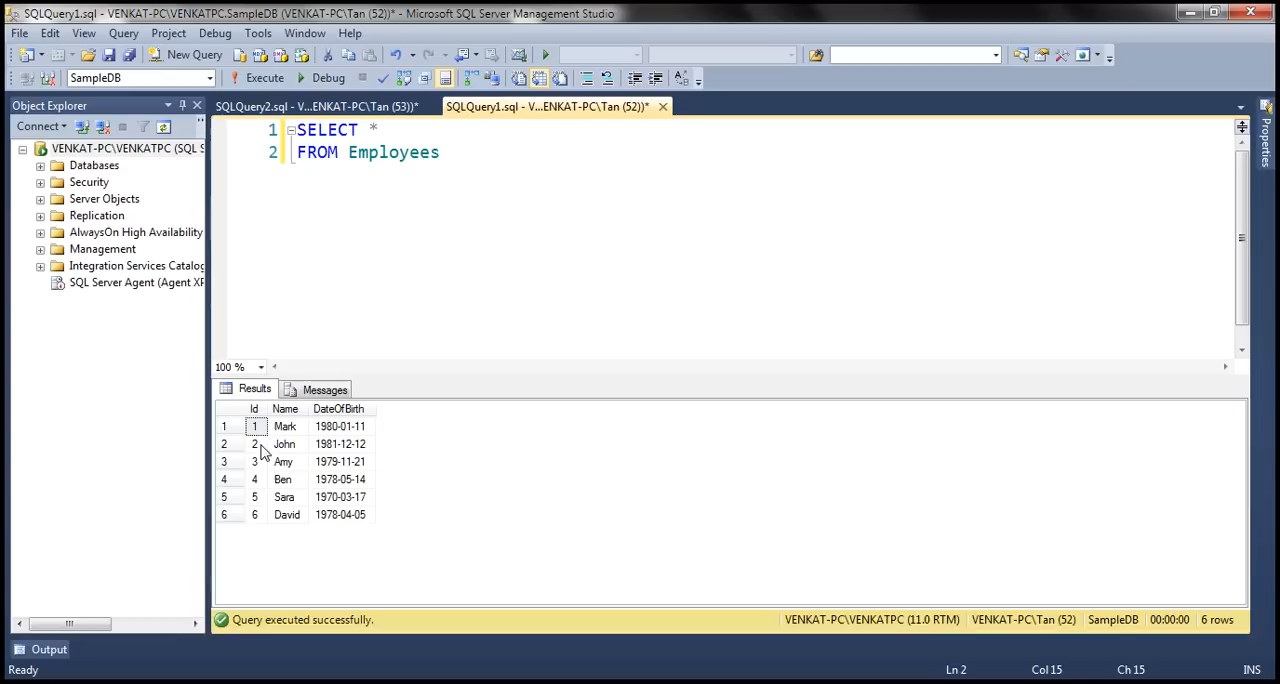 SQLQuery1.sql - VENKAT-PC\VENKATPC.SampleDB (VENKAT-PC\Tan (52))* - Microsoft SQL Server Management Studio
File Edit View Query Project Debug Tools Window Help
New Query
SampleDB Execute Debug
Object Explorer
SQLQuery2.sql - V...ENKAT-PC\Tan (53))* SQLQuery1.sql - V...ENKAT-PC\Tan (52))*
Connect
VENKAT-PC\VENKATPC (SQL S
Databases
Security
Server Objects
Replication
AlwaysOn High Availability
Management
Integration Services Catalog
SQL Server Agent (Agent XP
1 SELECT *
2 FROM Employees
Properties
100 %
Results Messages
Id Name DateOfBirth
1 1 Mark 1980-01-11
2 2 John 1981-12-12
3 3 Amy 1979-11-21
4 4 Ben 1978-05-14
5 5 Sara 1970-03-17
6 6 David 1978-04-05
Query executed successfully. VENKAT-PC\VENKATPC (11.0 RTM) VENKAT-PC\Tan (52) SampleDB 00:00:00 6 rows
Output
Ready Ln 2 Col 15 Ch 15 INS